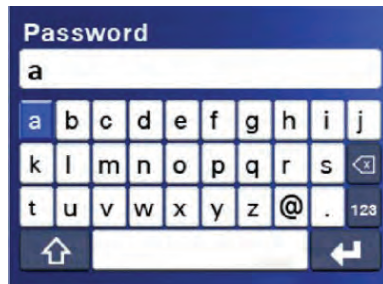 Password
a
a b c d e f g h i j
k l m n o p q r s
t u v w x y z @ . 123